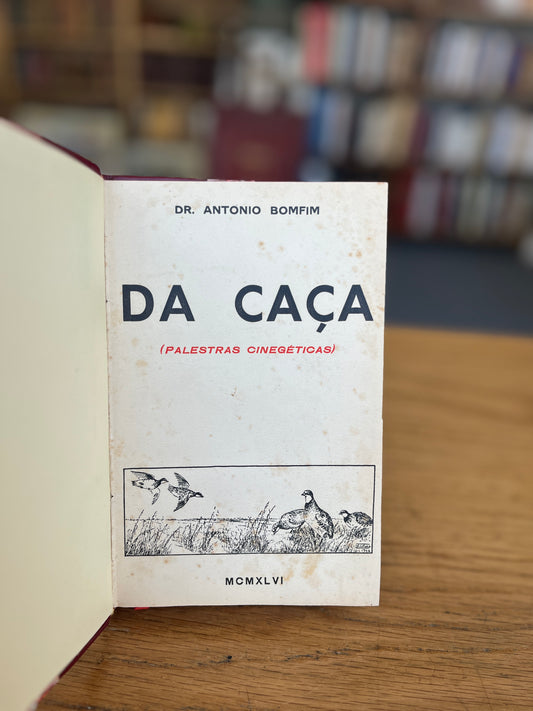 DR. ANTONIO BOMFIM
DA CAÇA
(PALESTRAS CINEGÉTICAS)
MCMXLVI